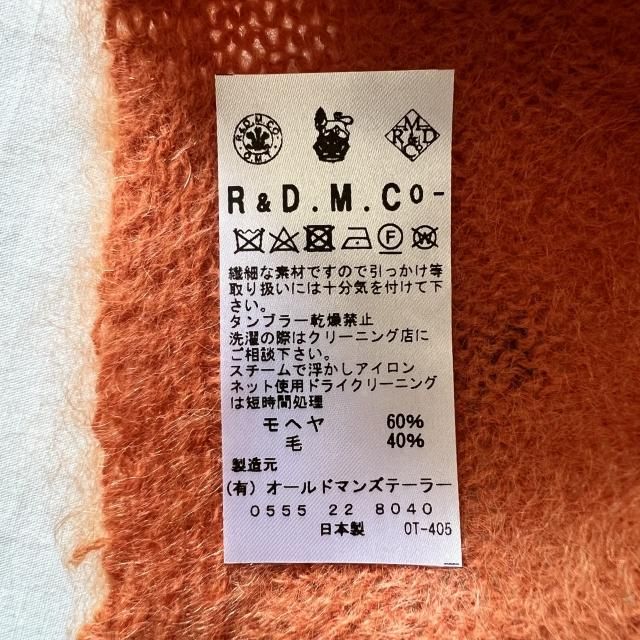 R&D.M.CO.
O.M.T.
M
R&D
Co
R&D.M.Co-
F
W
繊細な素材ですので引っかけ等
取り扱いには十分気を付けて下
さい。
タンブラー乾燥禁止
洗濯の際はクリーニング店に
ご相談下さい。
スチームで浮かしアイロン
ネット使用ドライクリーニング
は短時間処理
モヘヤ 60%
毛 40%
製造元
(有) オールドマンズテーラー
0555 22 8040
日本製 OT-405